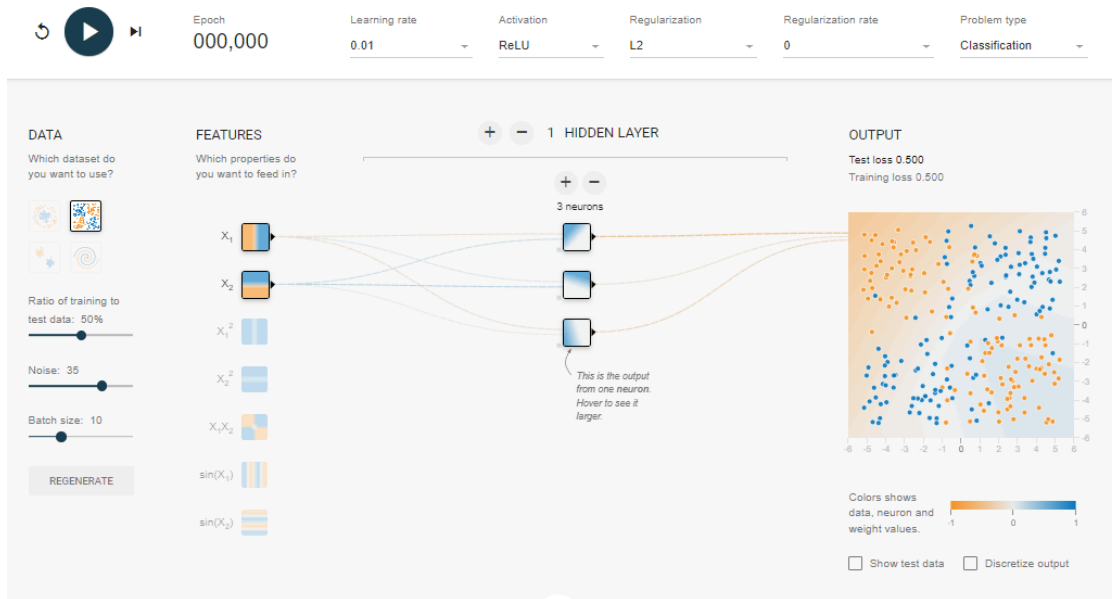 Epoch
000,000
Learning rate
0.01
Activation
ReLU
Regularization
L2
Regularization rate
0
Problem type
Classification
DATA
Which dataset do
you want to use?
Ratio of training to
test data: 50%
Noise: 35
Batch size: 10
REGENERATE
FEATURES
Which properties do
you want to feed in?
X₁
X₂
X₁²
X₂²
X₁X₂
sin(X₁)
sin(X₂)
+ − 1 HIDDEN LAYER
+ −
3 neurons
This is the output
from one neuron.
Hover to see it
larger.
OUTPUT
Test loss 0.500
Training loss 0.500
6
5
4
3
2
1
0
-1
-2
-3
-4
-5
-6
-6 -5 -4 -3 -2 -1 0 1 2 3 4 5 6
Colors shows
data, neuron and
weight values.
-1 0 1
Show test data
Discretize output